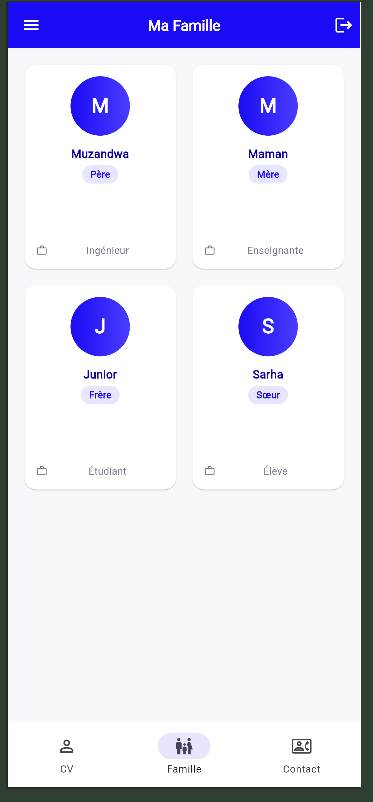 Ma Famille
M
Muzandwa
Père
Ingénieur
M
Maman
Mère
Enseignante
J
Junior
Frère
Étudiant
S
Sarha
Sœur
Élève
CV
Famille
Contact